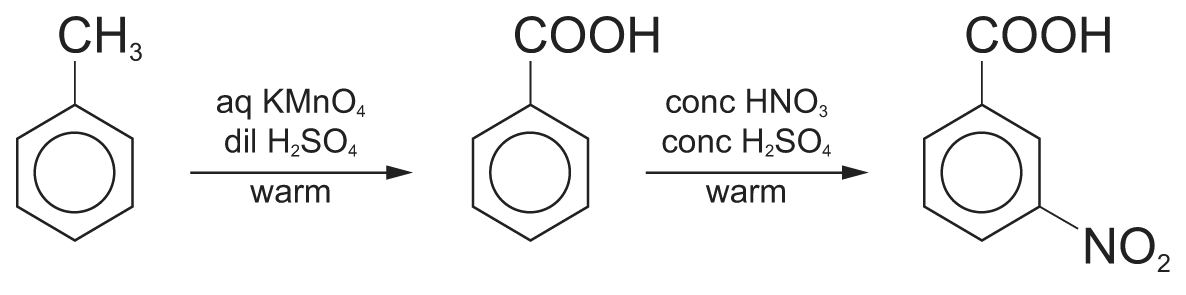 CH₃
aq KMnO₄
dil H₂SO₄
warm
COOH
conc HNO₃
conc H₂SO₄
warm
COOH
NO₂